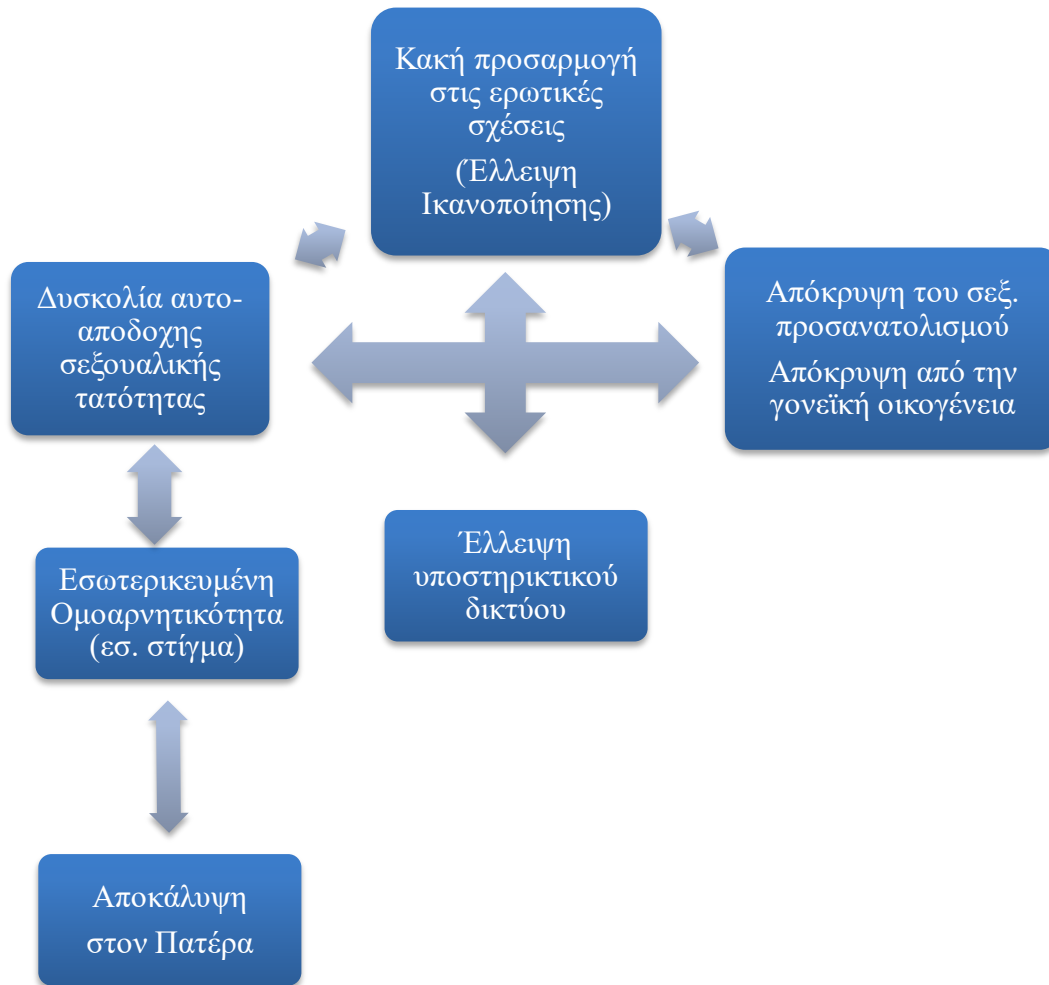 Κακή προσαρμογή
στις ερωτικές
σχέσεις
(Έλλειψη
Ικανοποίησης)
Δυσκολία αυτο-
αποδοχης
σεξουαλικής
τατότητας
Απόκρυψη του σεξ.
προσανατολισμού
Απόκρυψη από την
γονεϊκή οικογένεια
Εσωτερικευμένη
Ομοαρνητικότητα
(εσ. στίγμα)
Έλλειψη
υποστηρικτικού
δικτύου
Αποκάλυψη
στον Πατέρα